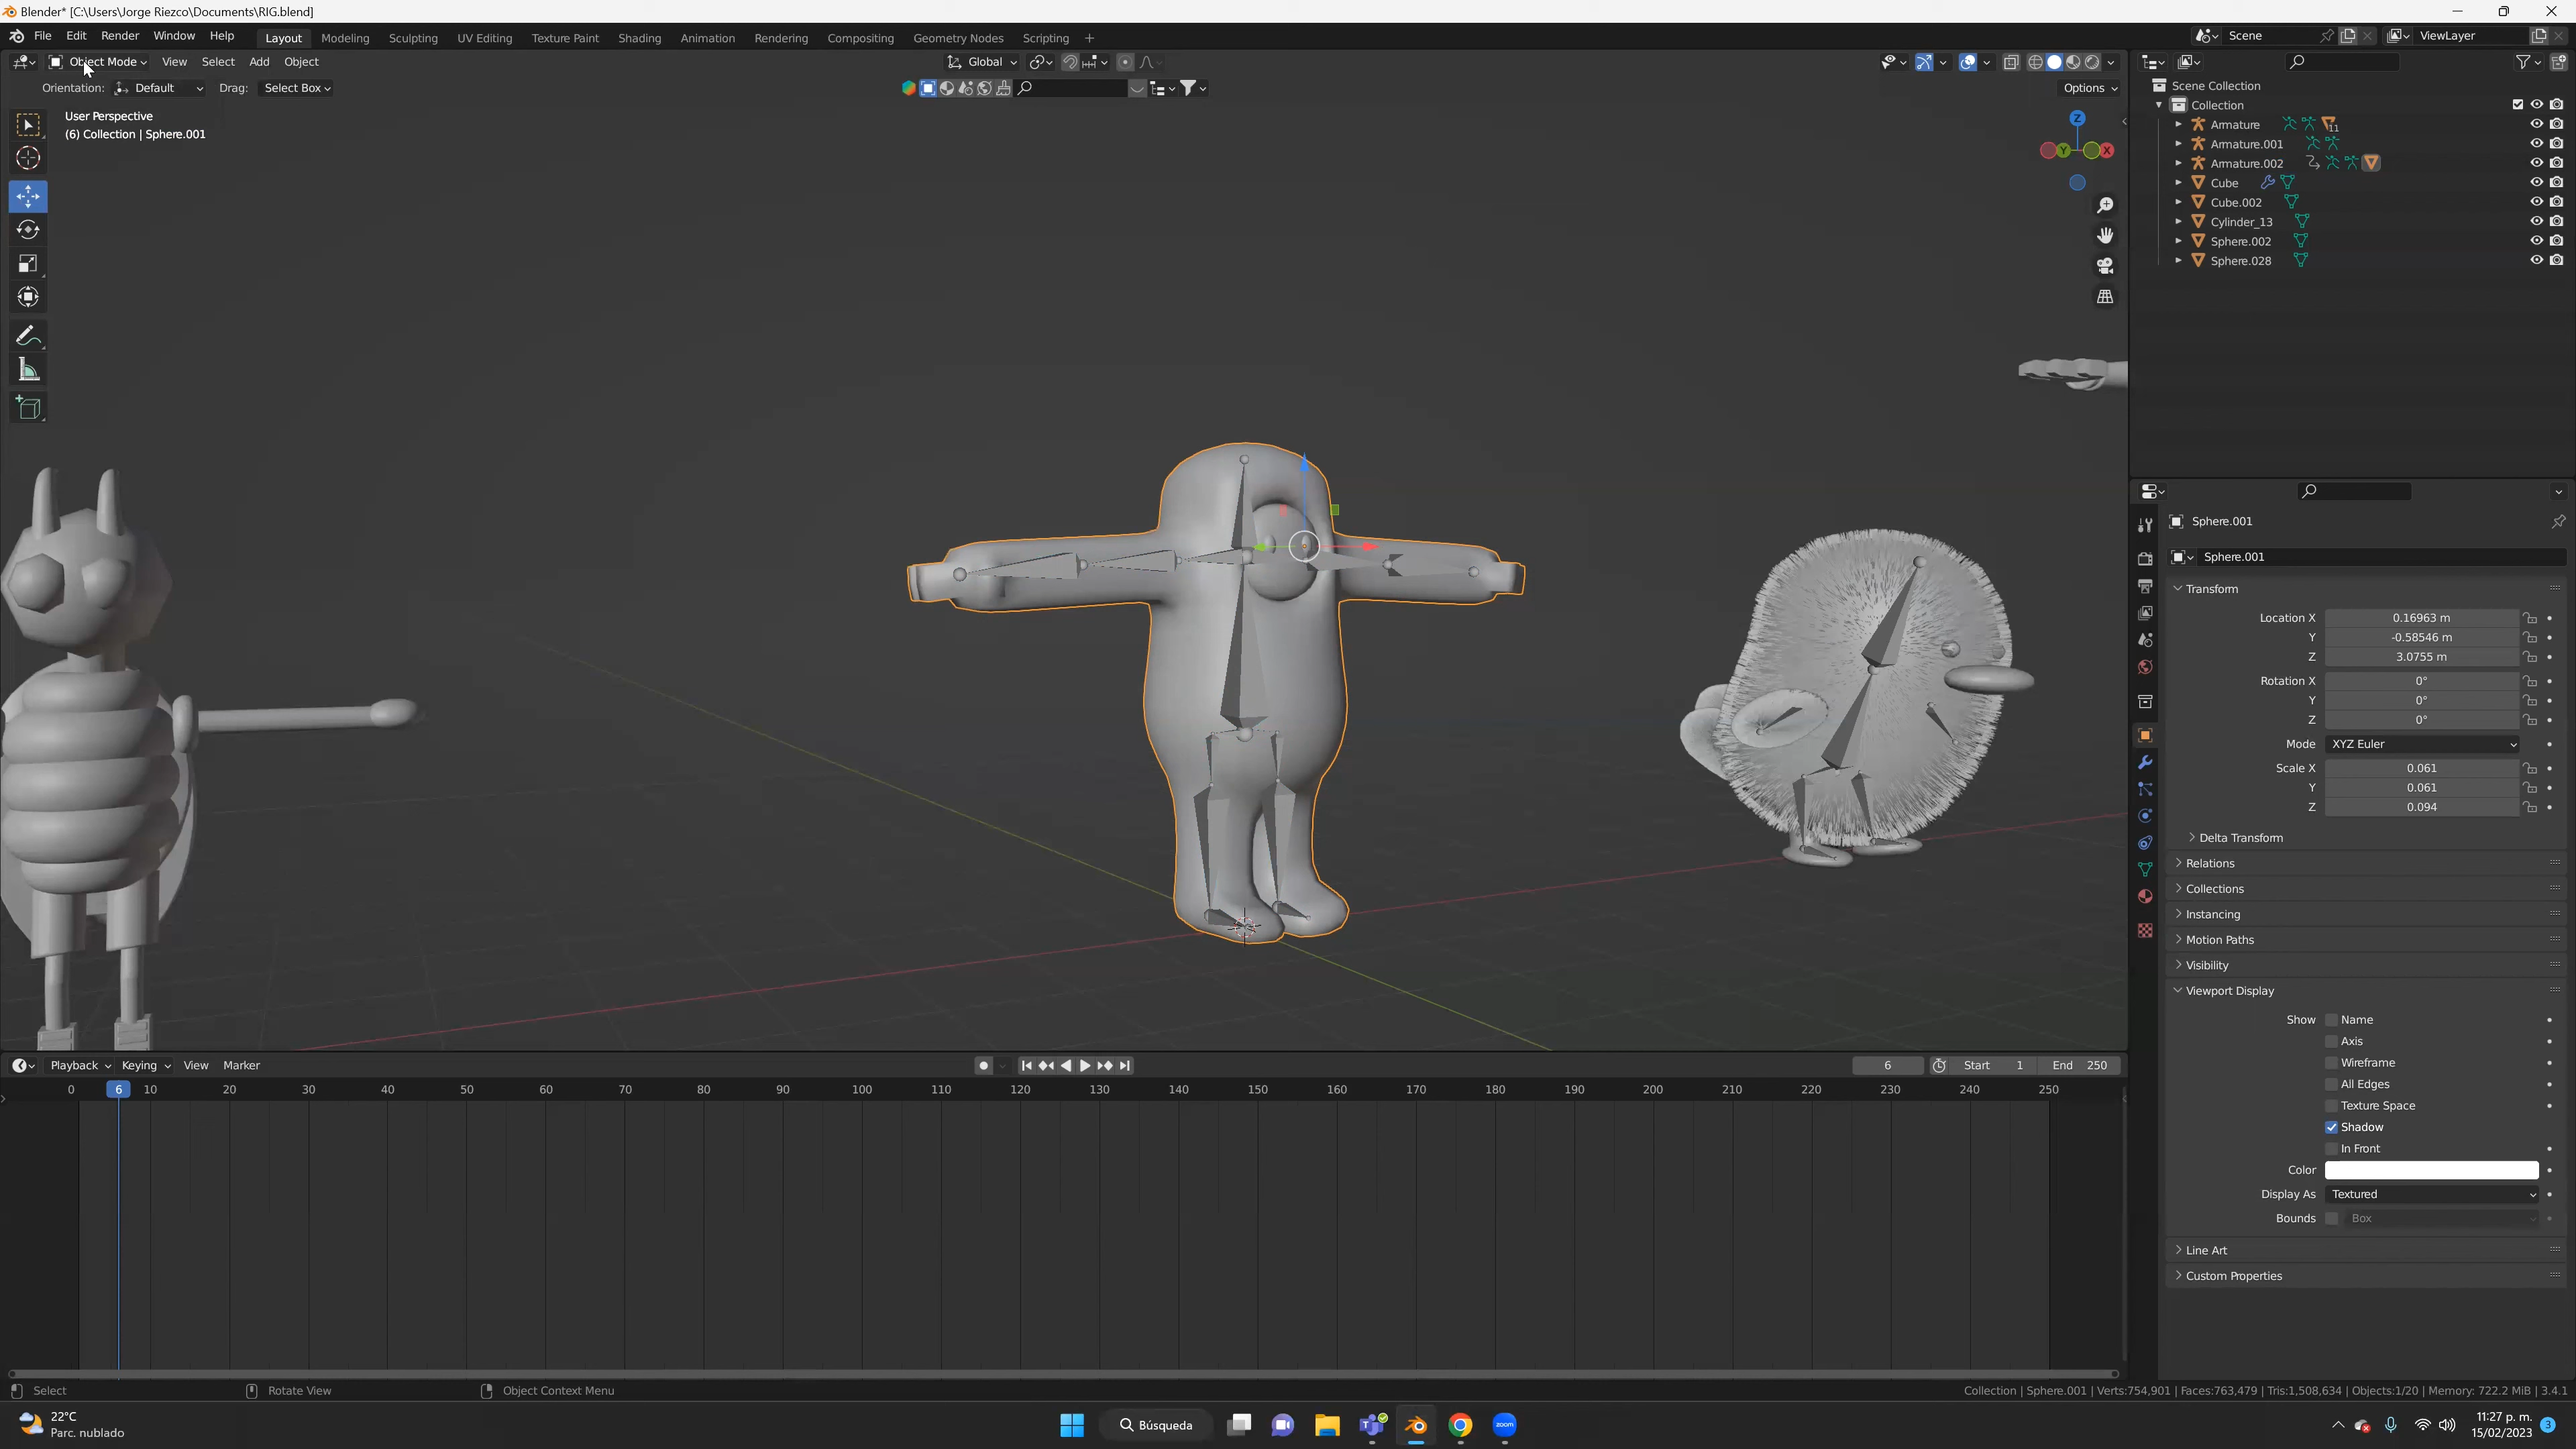 Blender* [C:\Users\Jorge Riezco\Documents\RIG.blend]
File Edit Render Window Help Layout Modeling Sculpting UV Editing Texture Paint Shading Animation Rendering Compositing Geometry Nodes Scripting + Scene ViewLayer
Object Mode View Select Add Object Global
Orientation: Default Drag: Select Box Options
User Perspective
(6) Collection | Sphere.001
Z
Y X
Scene Collection
Collection
Armature 11
Armature.001
Armature.002
Cube
Cube.002
Cylinder_13
Sphere.002
Sphere.028
Sphere.001
Sphere.001
Transform
Location X 0.16963 m
Y -0.58546 m
Z 3.0755 m
Rotation X 0°
Y 0°
Z 0°
Mode XYZ Euler
Scale X 0.061
Y 0.061
Z 0.094
Delta Transform
Relations
Collections
Instancing
Motion Paths
Visibility
Viewport Display
Show Name
Axis
Wireframe
All Edges
Texture Space
Shadow
In Front
Color
Display As Textured
Bounds Box
Line Art
Custom Properties
Playback Keying View Marker 6 Start 1 End 250
0 6 10 20 30 40 50 60 70 80 90 100 110 120 130 140 150 160 170 180 190 200 210 220 230 240 250
Select Rotate View Object Context Menu Collection | Sphere.001 | Verts:754,901 | Faces:763,479 | Tris:1,508,634 | Objects:1/20 | Memory: 722.2 MiB | 3.4.1
22°C
Parc. nublado
Búsqueda
zoom
11:27 p. m.
15/02/2023
3